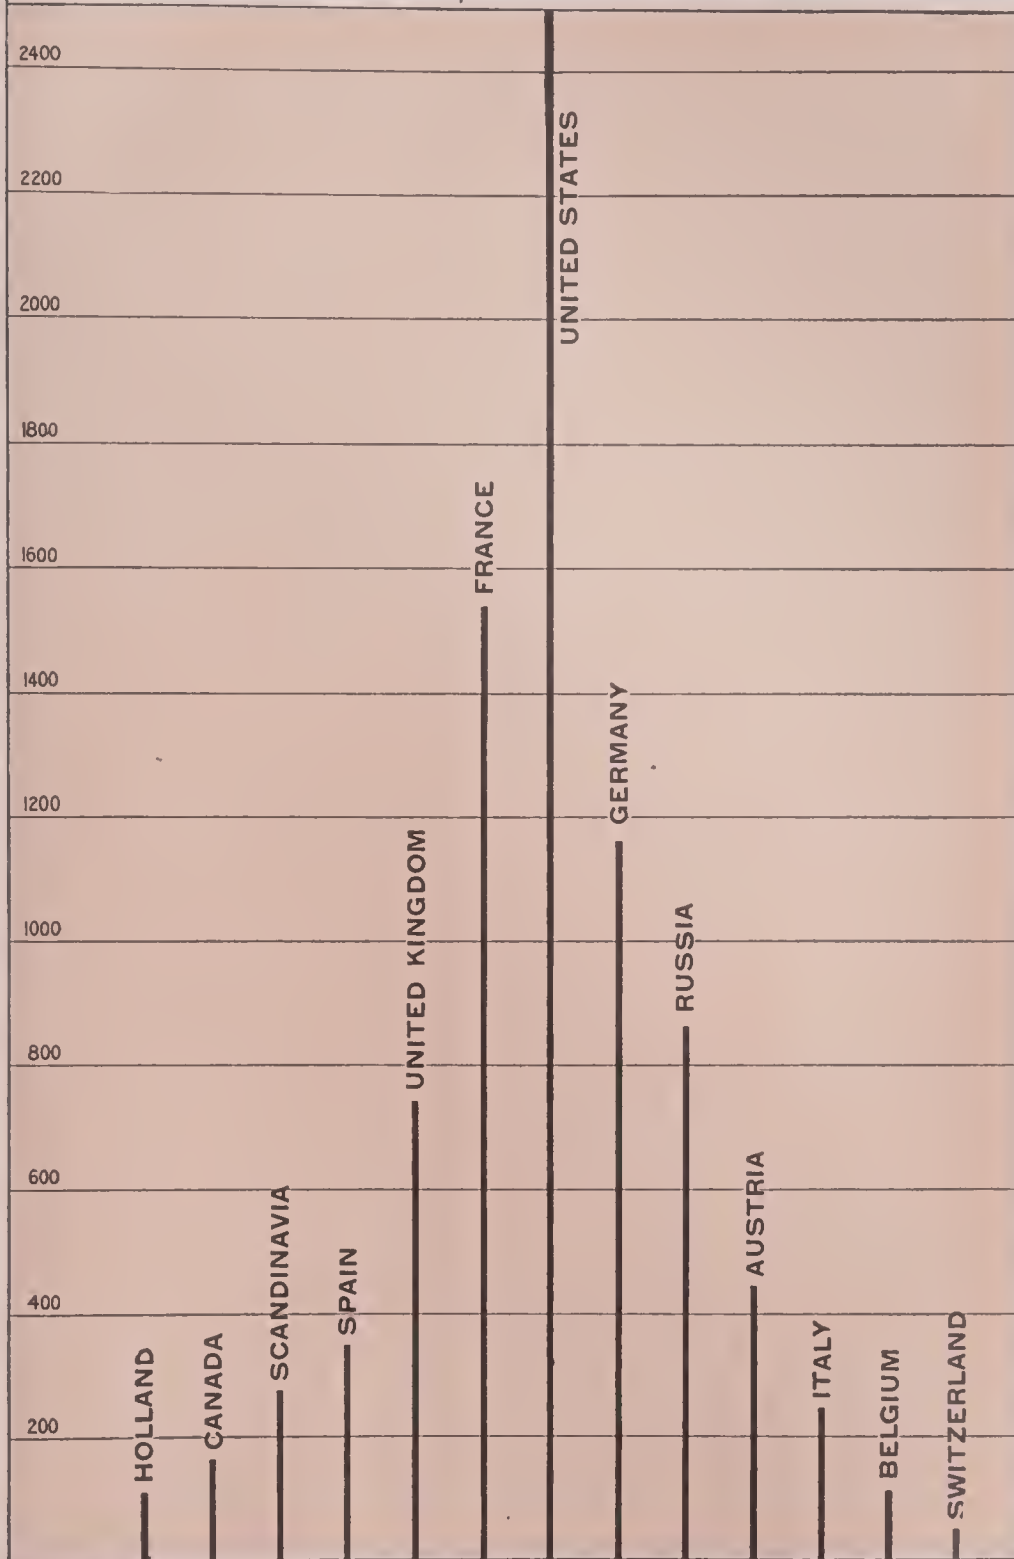 2400
2200
2000
1800
1600
1400
1200
1000
800
600
400
200
HOLLAND
CANADA
SCANDINAVIA
SPAIN
UNITED KINGDOM
FRANCE
UNITED STATES
GERMANY
RUSSIA
AUSTRIA
ITALY
BELGIUM
SWITZERLAND